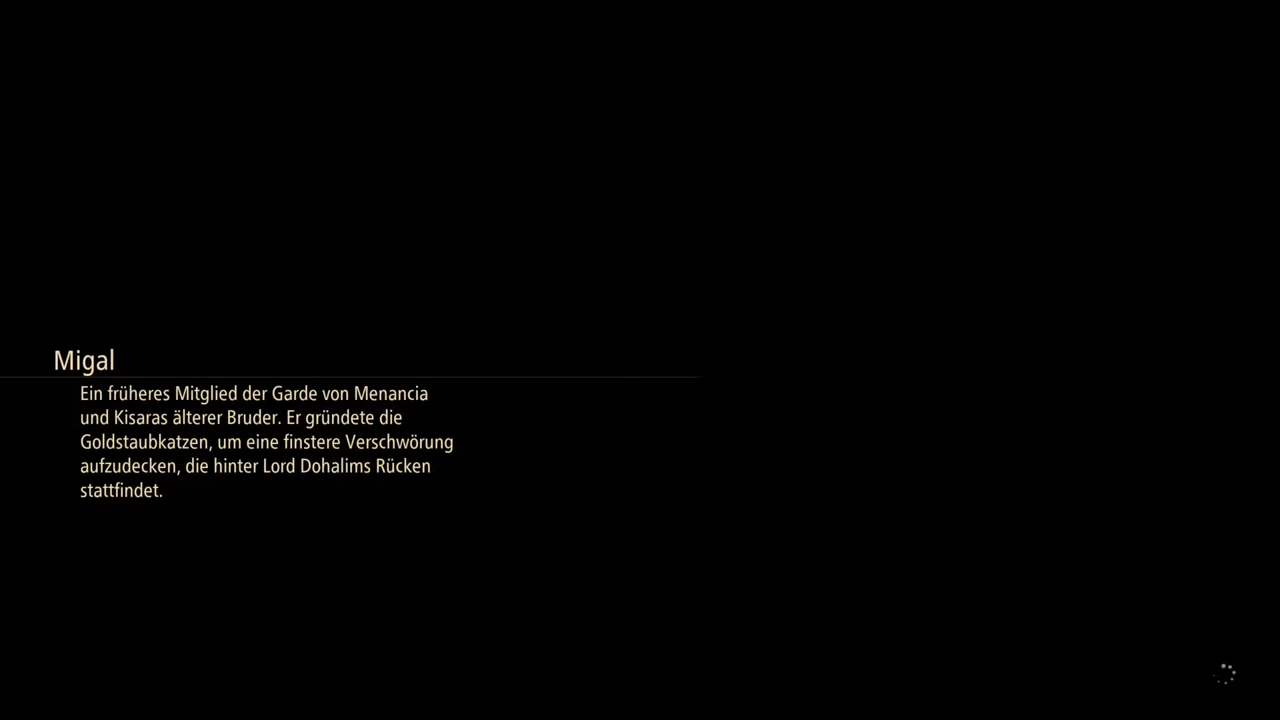 Migal
Ein früheres Mitglied der Garde von Menancia
und Kisaras älterer Bruder. Er gründete die
Goldstaubkatzen, um eine finstere Verschwörung
aufzudecken, die hinter Lord Dohalims Rücken
stattfindet.